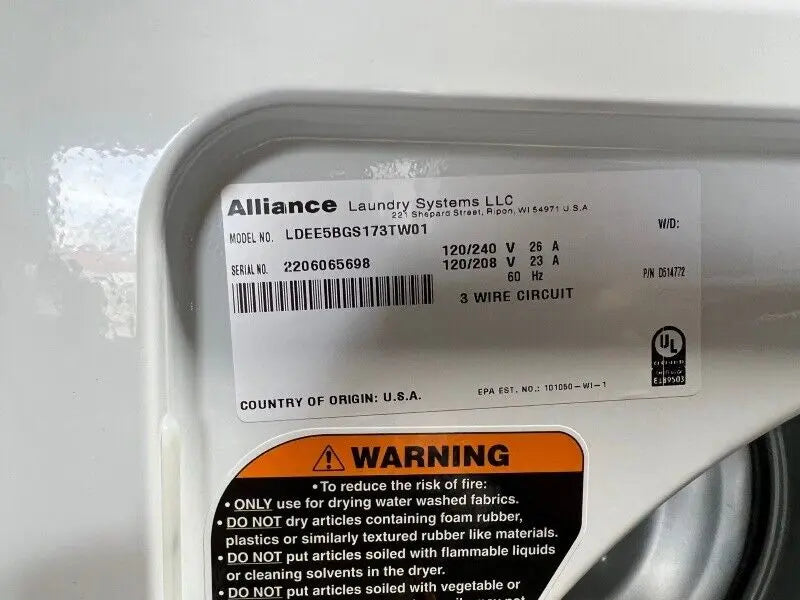 Alliance Laundry Systems LLC
221 Shepard Street, Ripon, WI 54971 U.S.A
MODEL NO. LDEE5BGS173TW01
W/D:
SERIAL NO. 2206065698
120/240 V 26 A
120/208 V 23 A
60 Hz
P/N D514772
3 WIRE CIRCUIT
UL
E189503
COUNTRY OF ORIGIN: U.S.A.
EPA EST. NO.: 101050-WI-1
WARNING
• To reduce the risk of fire:
• ONLY use for drying water washed fabrics.
• DO NOT dry articles containing foam rubber,
plastics or similarly textured rubber like materials.
• DO NOT put articles soiled with flammable liquids
or cleaning solvents in the dryer.
• DO NOT put articles soiled with vegetable or